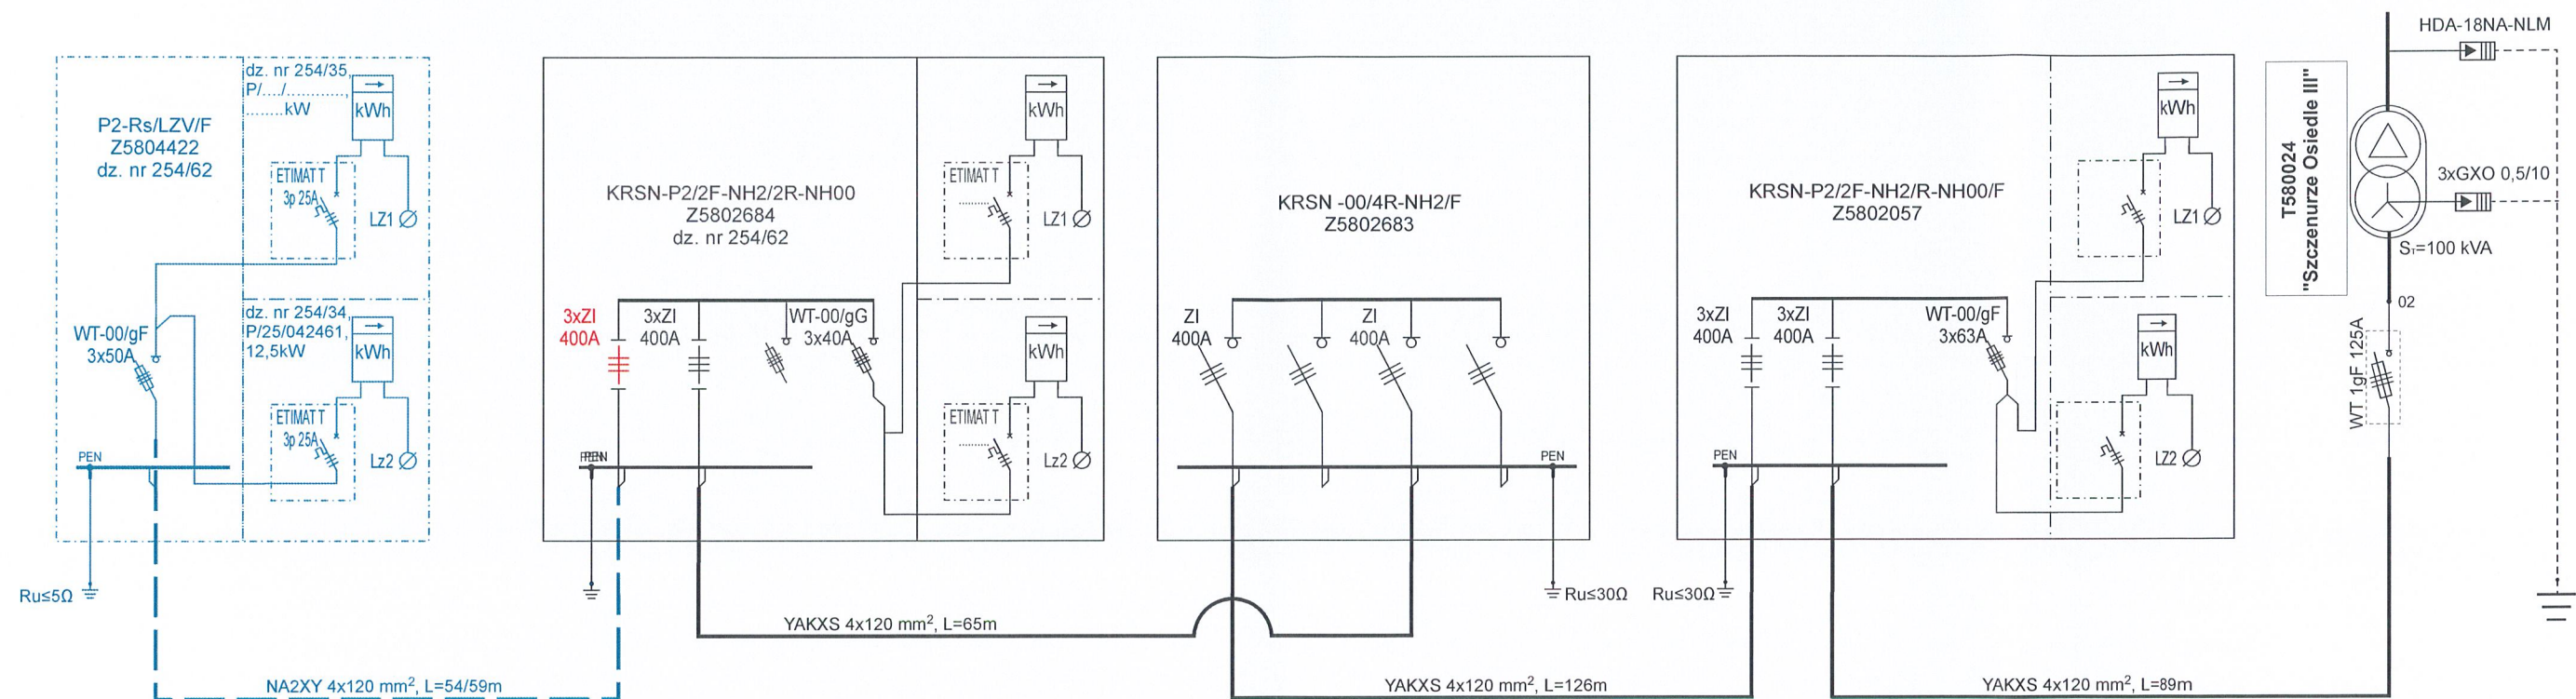 P2-Rs/LZV/F
Z5804422
dz. nr 254/62
dz. nr 254/35,
P/..../............,
........kW
kWh
ETIMAT T
3p 25A
LZ1
WT-00/gF
3x50A
dz. nr 254/34,
P/25/042461,
12,5kW
kWh
ETIMAT T
3p 25A
Lz2
PEN
Ru≤5Ω
NA2XY 4x120 mm², L=54/59m
KRSN-P2/2F-NH2/2R-NH00
Z5802684
dz. nr 254/62
3xZI
400A
3xZI
400A
WT-00/gG
3x40A
PEN
kWh
ETIMAT T
..........
LZ1
kWh
ETIMAT T
..........
Lz2
YAKXS 4x120 mm², L=65m
KRSN -00/4R-NH2/F
Z5802683
ZI
400A
ZI
400A
PEN
Ru≤30Ω
YAKXS 4x120 mm², L=126m
KRSN-P2/2F-NH2/R-NH00/F
Z5802057
3xZI
400A
3xZI
400A
WT-00/gF
3x63A
PEN
Ru≤30Ω
kWh
LZ1
kWh
LZ2
YAKXS 4x120 mm², L=89m
T580024
"Szczenurze Osiedle III"
HDA-18NA-NLM
3xGXO 0,5/10
Sт=100 kVA
02
WT 1gF 125A